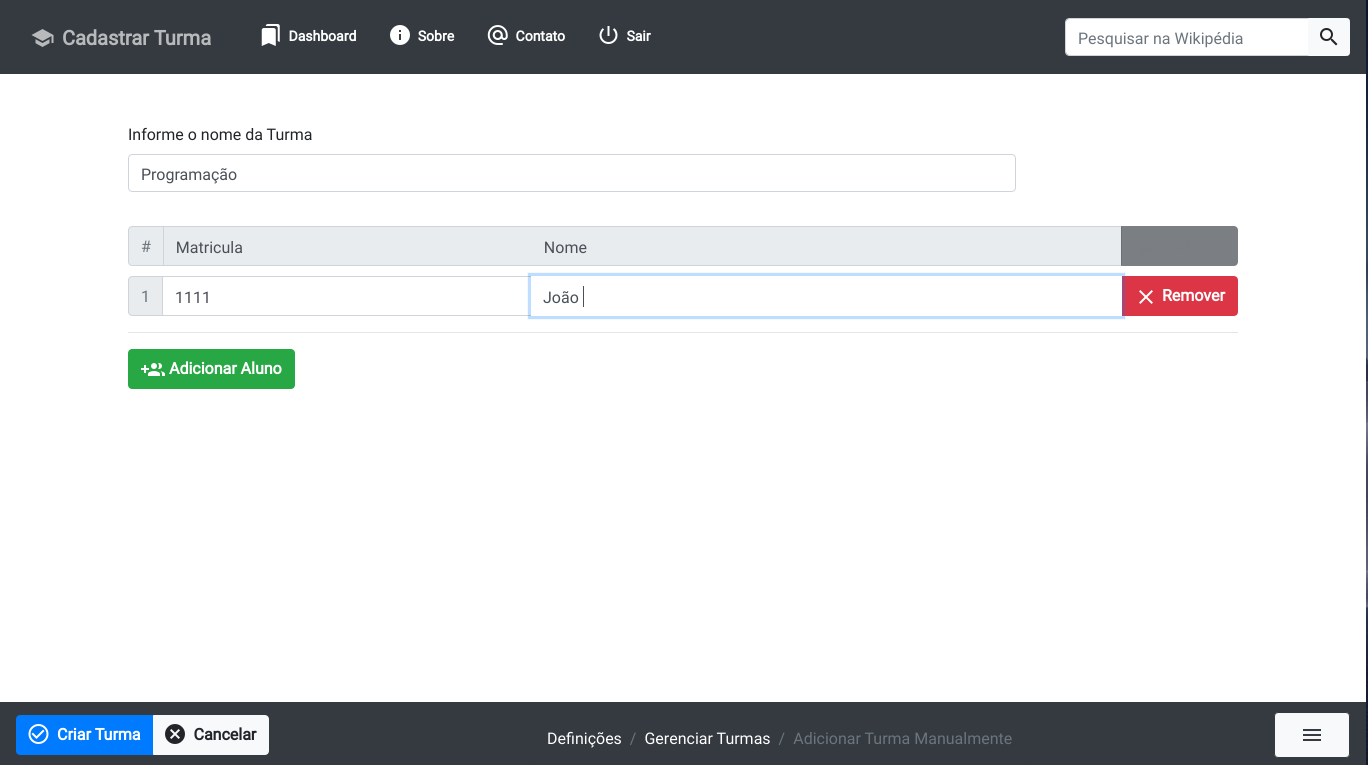 Cadastrar Turma Dashboard Sobre Contato Sair Pesquisar na Wikipédia
Informe o nome da Turma
Programação
# Matricula Nome
1 1111 João Remover
Adicionar Aluno
Criar Turma Cancelar Definições / Gerenciar Turmas / Adicionar Turma Manualmente